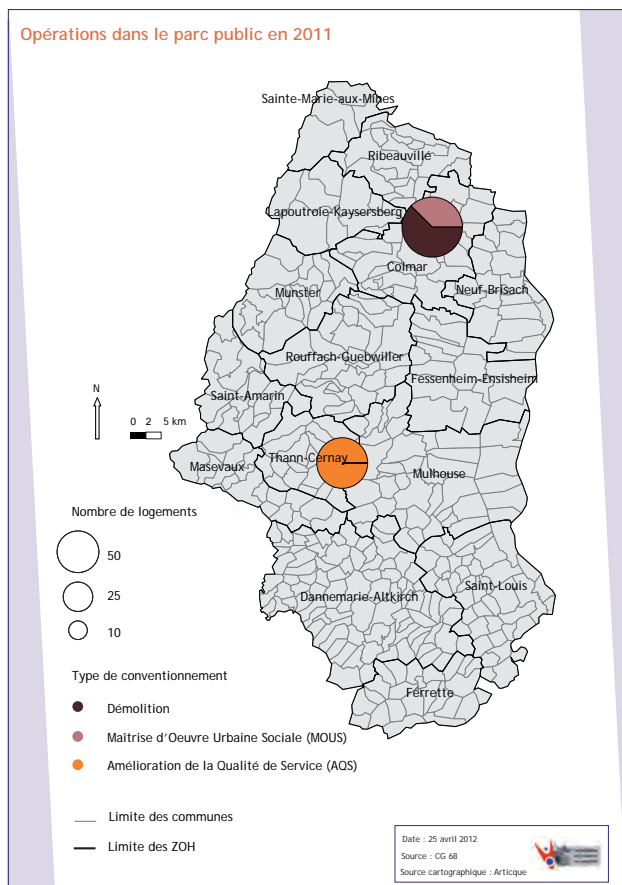 Opérations dans le parc public en 2011
Sainte-Marie-aux-Mines
Ribeauvillé
Lapoutroie-Kaysersberg
Colmar
Neuf-Brisach
Munster
Rouffach-Guebwiller
Fessenheim-Ensisheim
Saint-Amarin
N
0 2 5 km
Thann-Cernay
Masevaux
Mulhouse
Nombre de logements
50
25
10
Saint-Louis
Dannemarie-Altkirch
Ferrette
Type de conventionnement
Démolition
Maîtrise d'Oeuvre Urbaine Sociale (MOUS)
Amélioration de la Qualité de Service (AQS)
Limite des communes
Limite des ZOH
Date : 25 avril 2012
Source : CG 68
Source cartographique : Articque